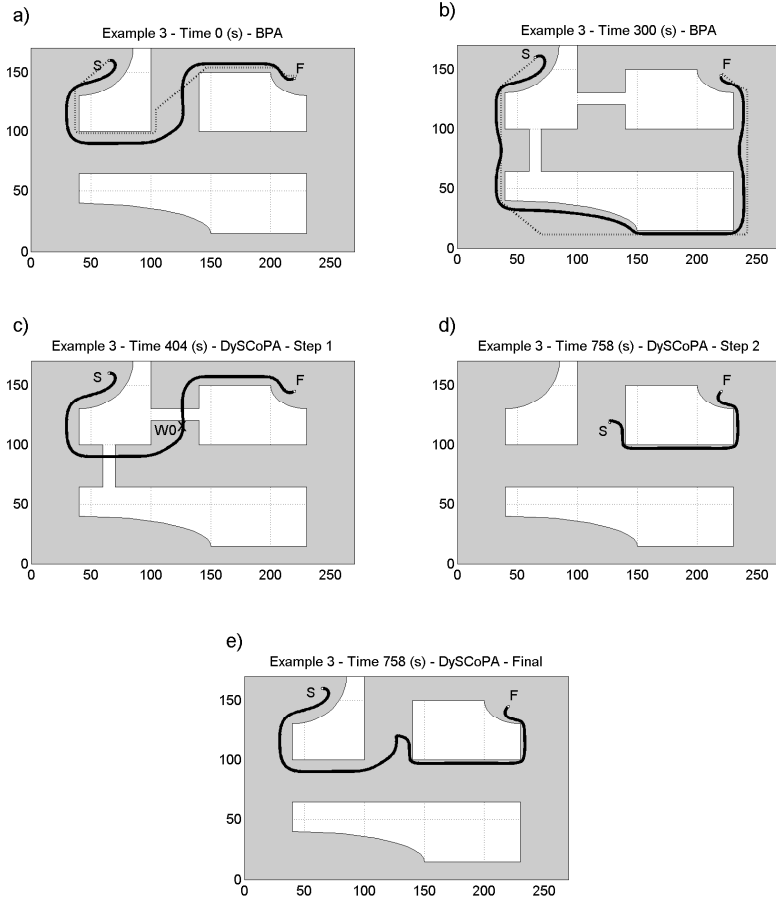 a)
Example 3 - Time 0 (s) - BPA
S
F
150
100
50
0
0 50 100 150 200 250
b)
Example 3 - Time 300 (s) - BPA
S
F
150
100
50
0
0 50 100 150 200 250
c)
Example 3 - Time 404 (s) - DySCoPA - Step 1
S
F
W0
150
100
50
0
0 50 100 150 200 250
d)
Example 3 - Time 758 (s) - DySCoPA - Step 2
F
S
150
100
50
0
0 50 100 150 200 250
e)
Example 3 - Time 758 (s) - DySCoPA - Final
S
F
150
100
50
0
0 50 100 150 200 250